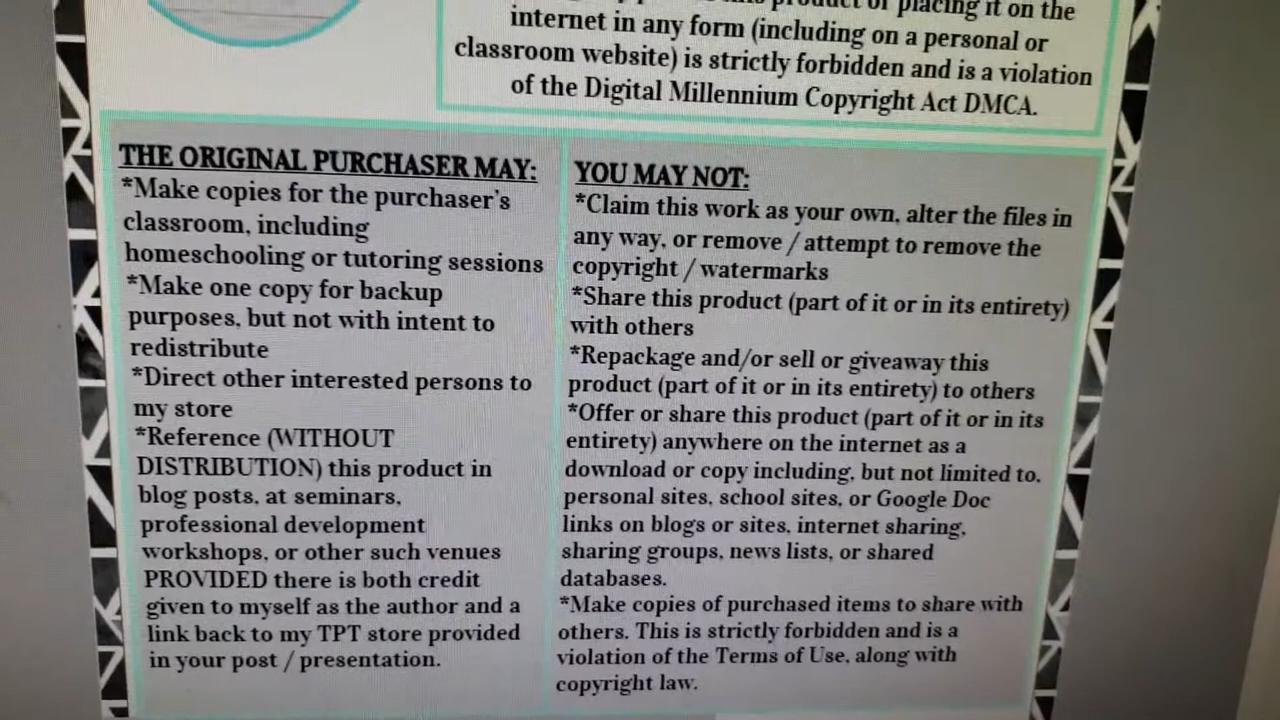 product or placing it on the
internet in any form (including on a personal or
classroom website) is strictly forbidden and is a violation
of the Digital Millennium Copyright Act DMCA.
THE ORIGINAL PURCHASER MAY:
*Make copies for the purchaser's
classroom, including
homeschooling or tutoring sessions
*Make one copy for backup
purposes, but not with intent to
redistribute
*Direct other interested persons to
my store
*Reference (WITHOUT
DISTRIBUTION) this product in
blog posts, at seminars,
professional development
workshops, or other such venues
PROVIDED there is both credit
given to myself as the author and a
link back to my TPT store provided
in your post / presentation.
YOU MAY NOT:
*Claim this work as your own, alter the files in
any way, or remove / attempt to remove the
copyright / watermarks
*Share this product (part of it or in its entirety)
with others
*Repackage and/or sell or giveaway this
product (part of it or in its entirety) to others
*Offer or share this product (part of it or in its
entirety) anywhere on the internet as a
download or copy including, but not limited to,
personal sites, school sites, or Google Doc
links on blogs or sites, internet sharing,
sharing groups, news lists, or shared
databases.
*Make copies of purchased items to share with
others. This is strictly forbidden and is a
violation of the Terms of Use, along with
copyright law.